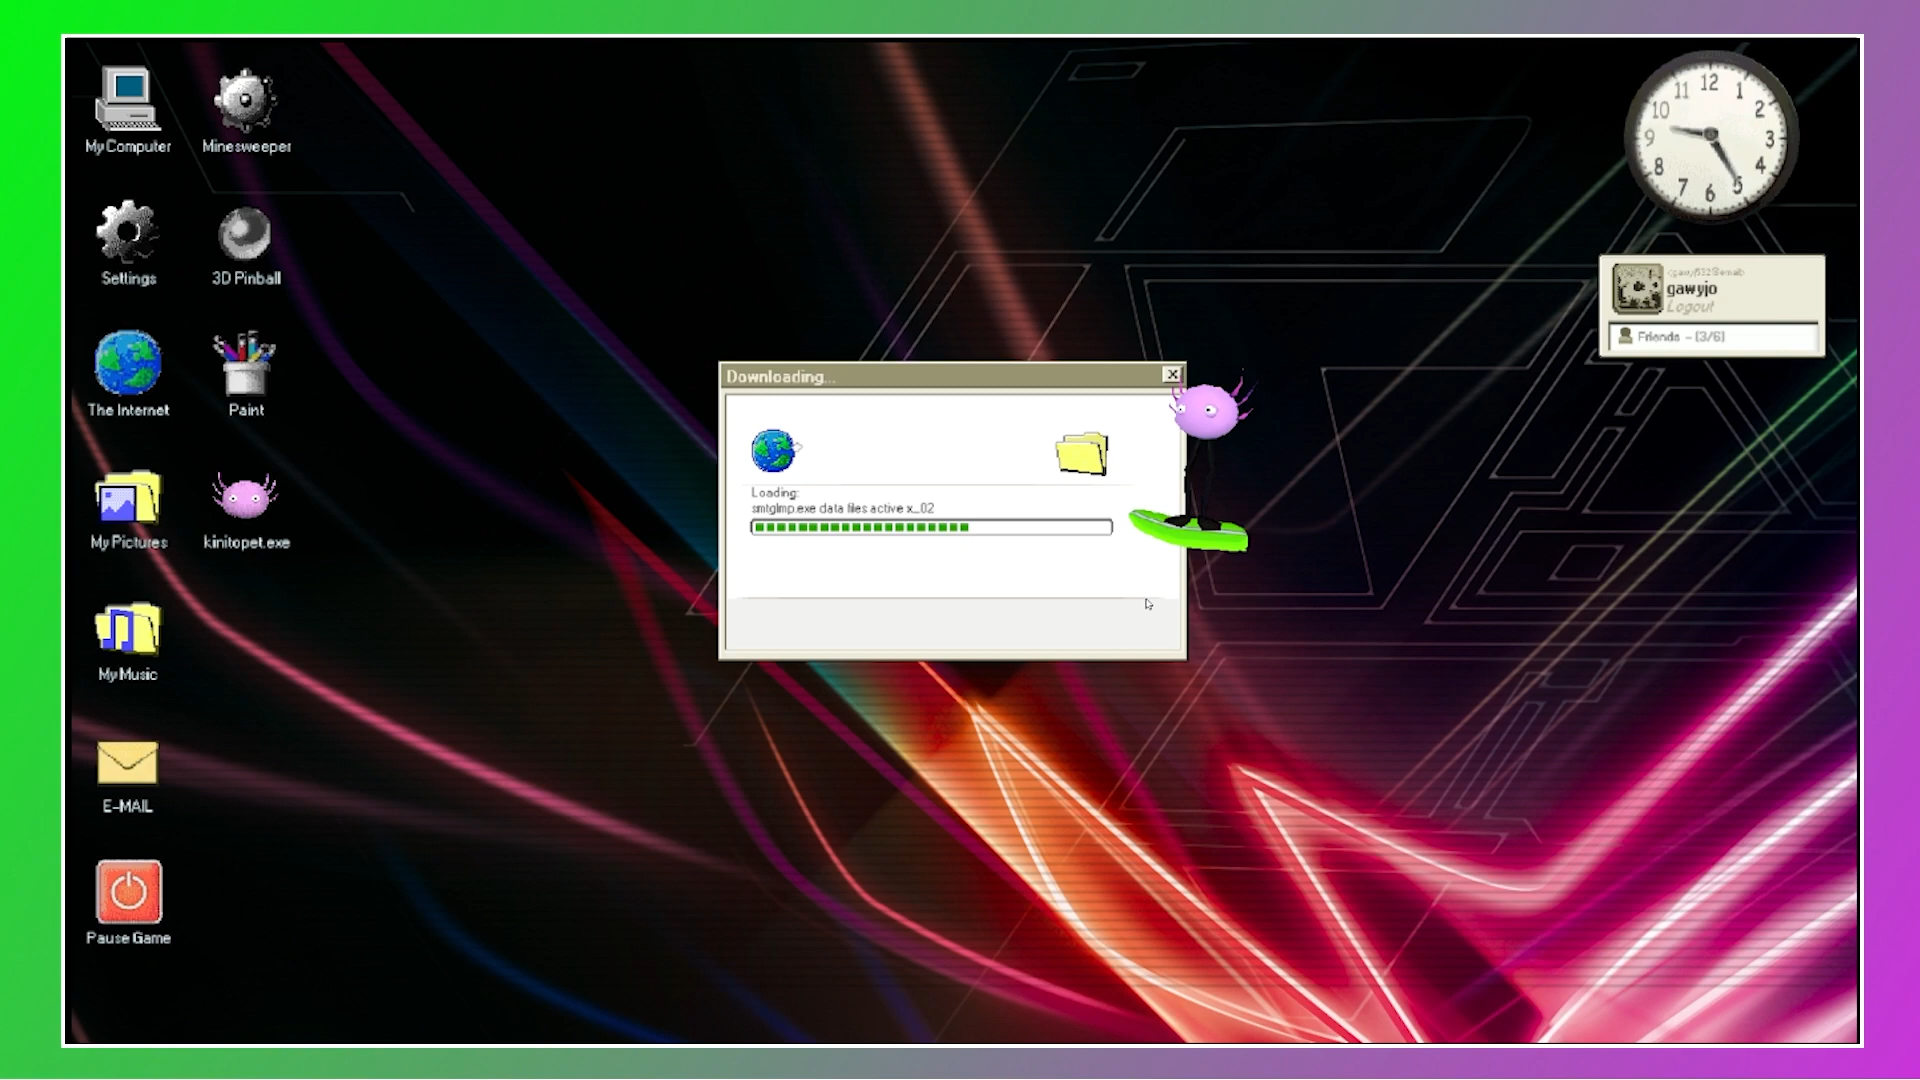 My Computer
Minesweeper
Settings
3D Pinball
The Internet
Paint
My Pictures
kinitopet.exe
My Music
E-MAIL
Pause Game
Downloading...
Loading:
smtglmp.exe data files active x_02
12
1
2
3
4
5
6
7
8
9
10
11
gawyjo
Logout
Friends - (3/6)